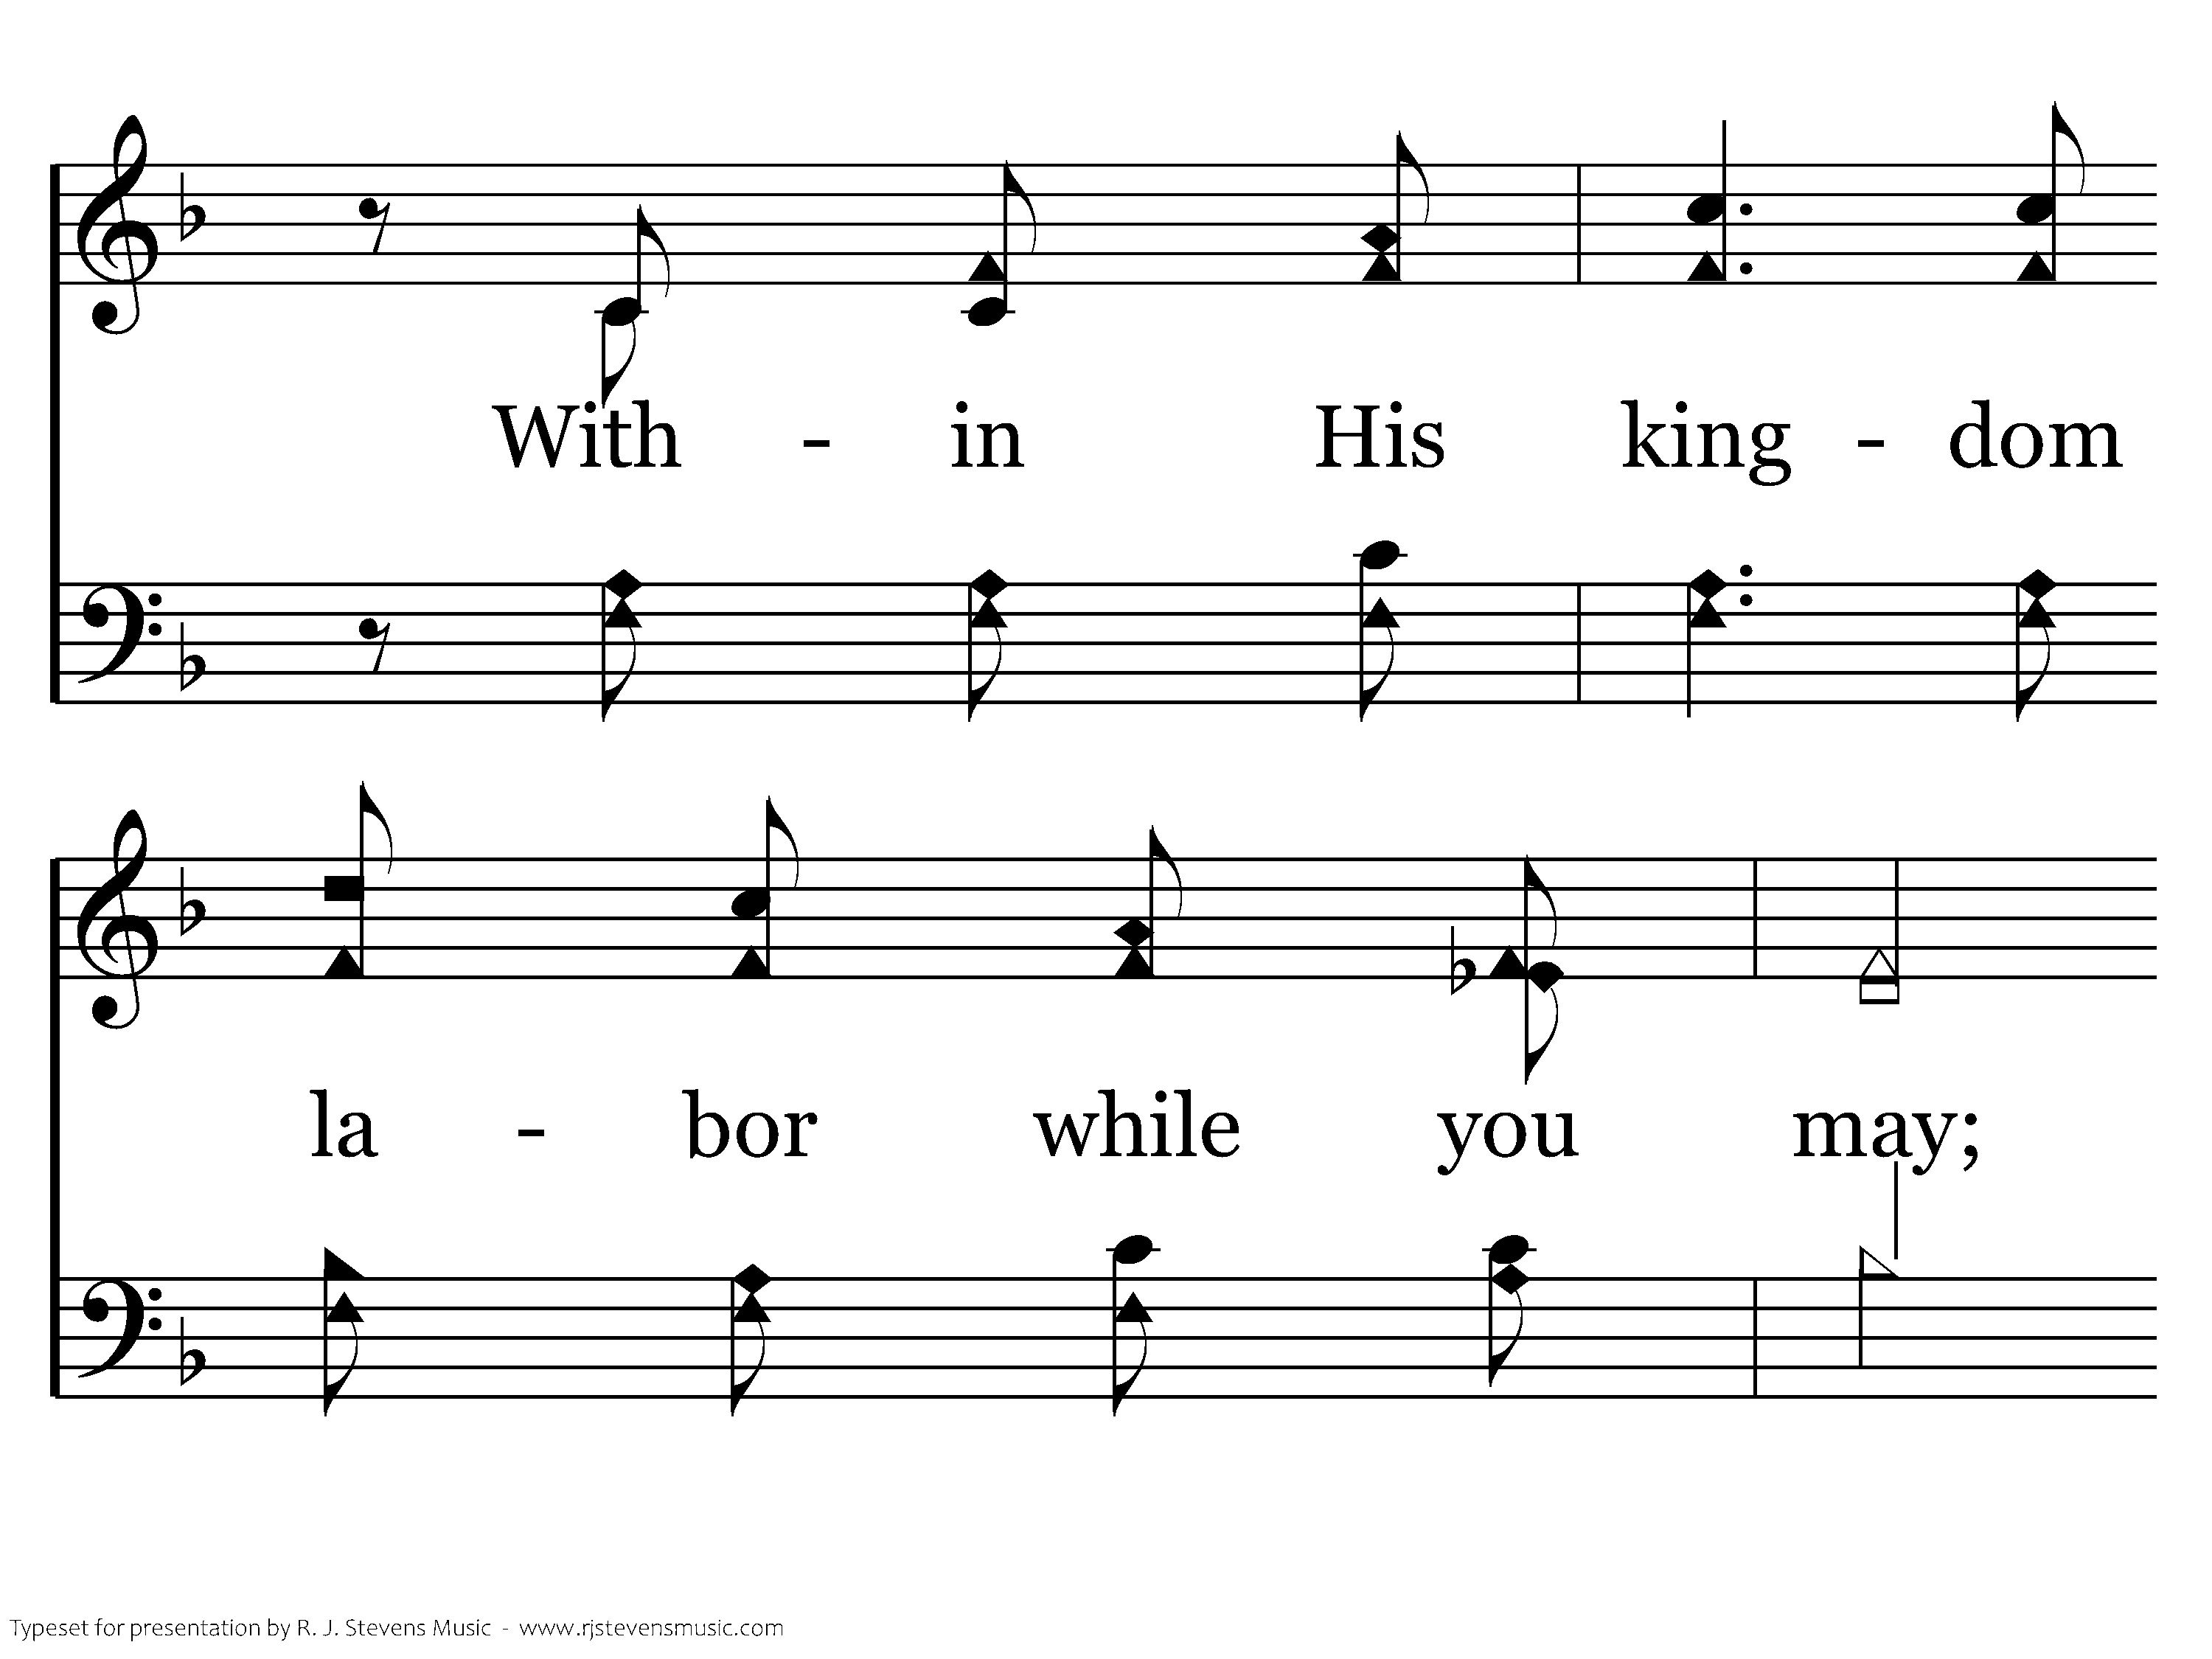 With - in His king - dom
la - bor while you may;
Typeset for presentation by R. J. Stevens Music - www.rjstevensmusic.com